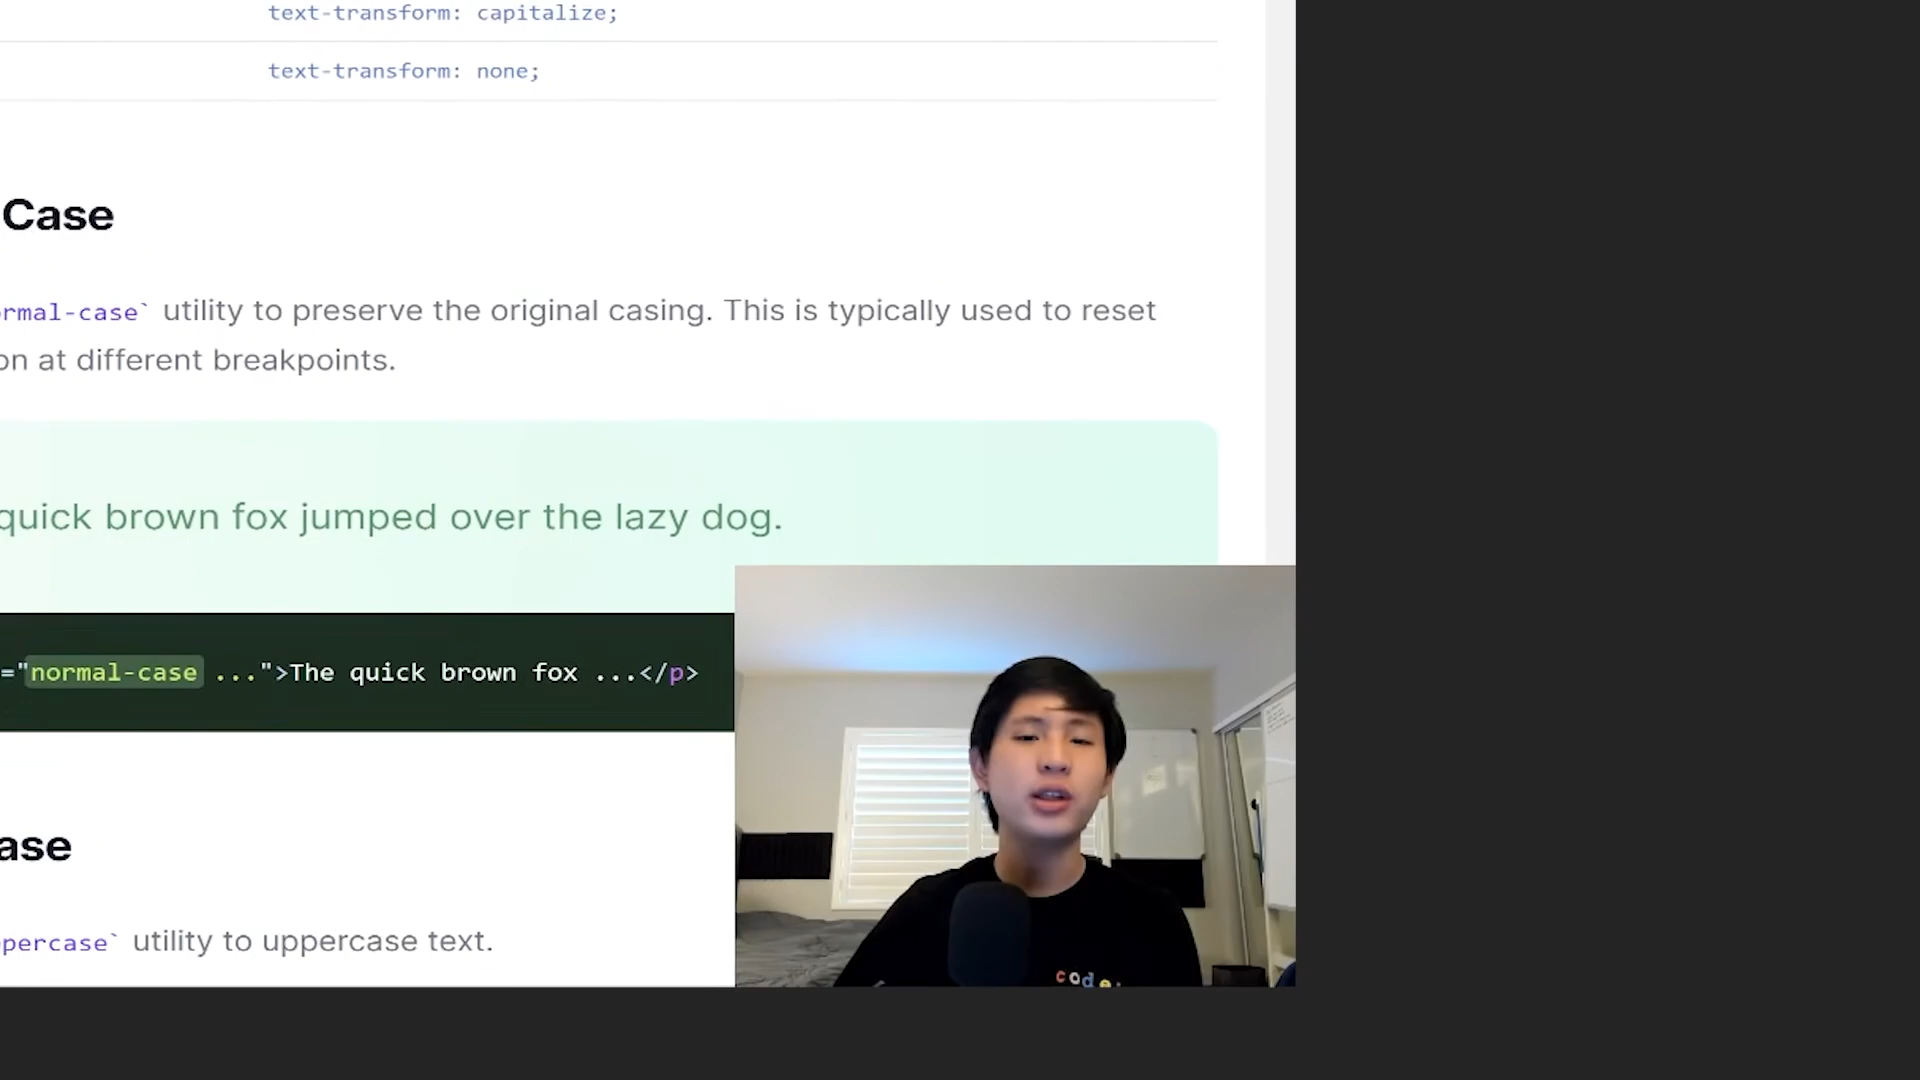 text-transform: capitalize;
text-transform: none;
Case
rmal-case` utility to preserve the original casing. This is typically used to reset
on at different breakpoints.
quick brown fox jumped over the lazy dog.
="normal-case ...">The quick brown fox ...</p>
ase
percase` utility to uppercase text.
code